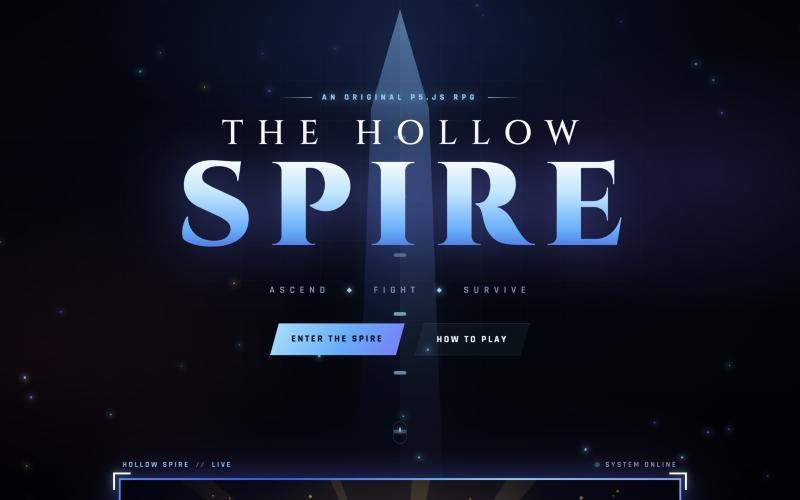 AN ORIGINAL P5.JS RPG
THE HOLLOW
SPIRE
ASCEND ◆ FIGHT ◆ SURVIVE
ENTER THE SPIRE
HOW TO PLAY
HOLLOW SPIRE // LIVE
SYSTEM ONLINE